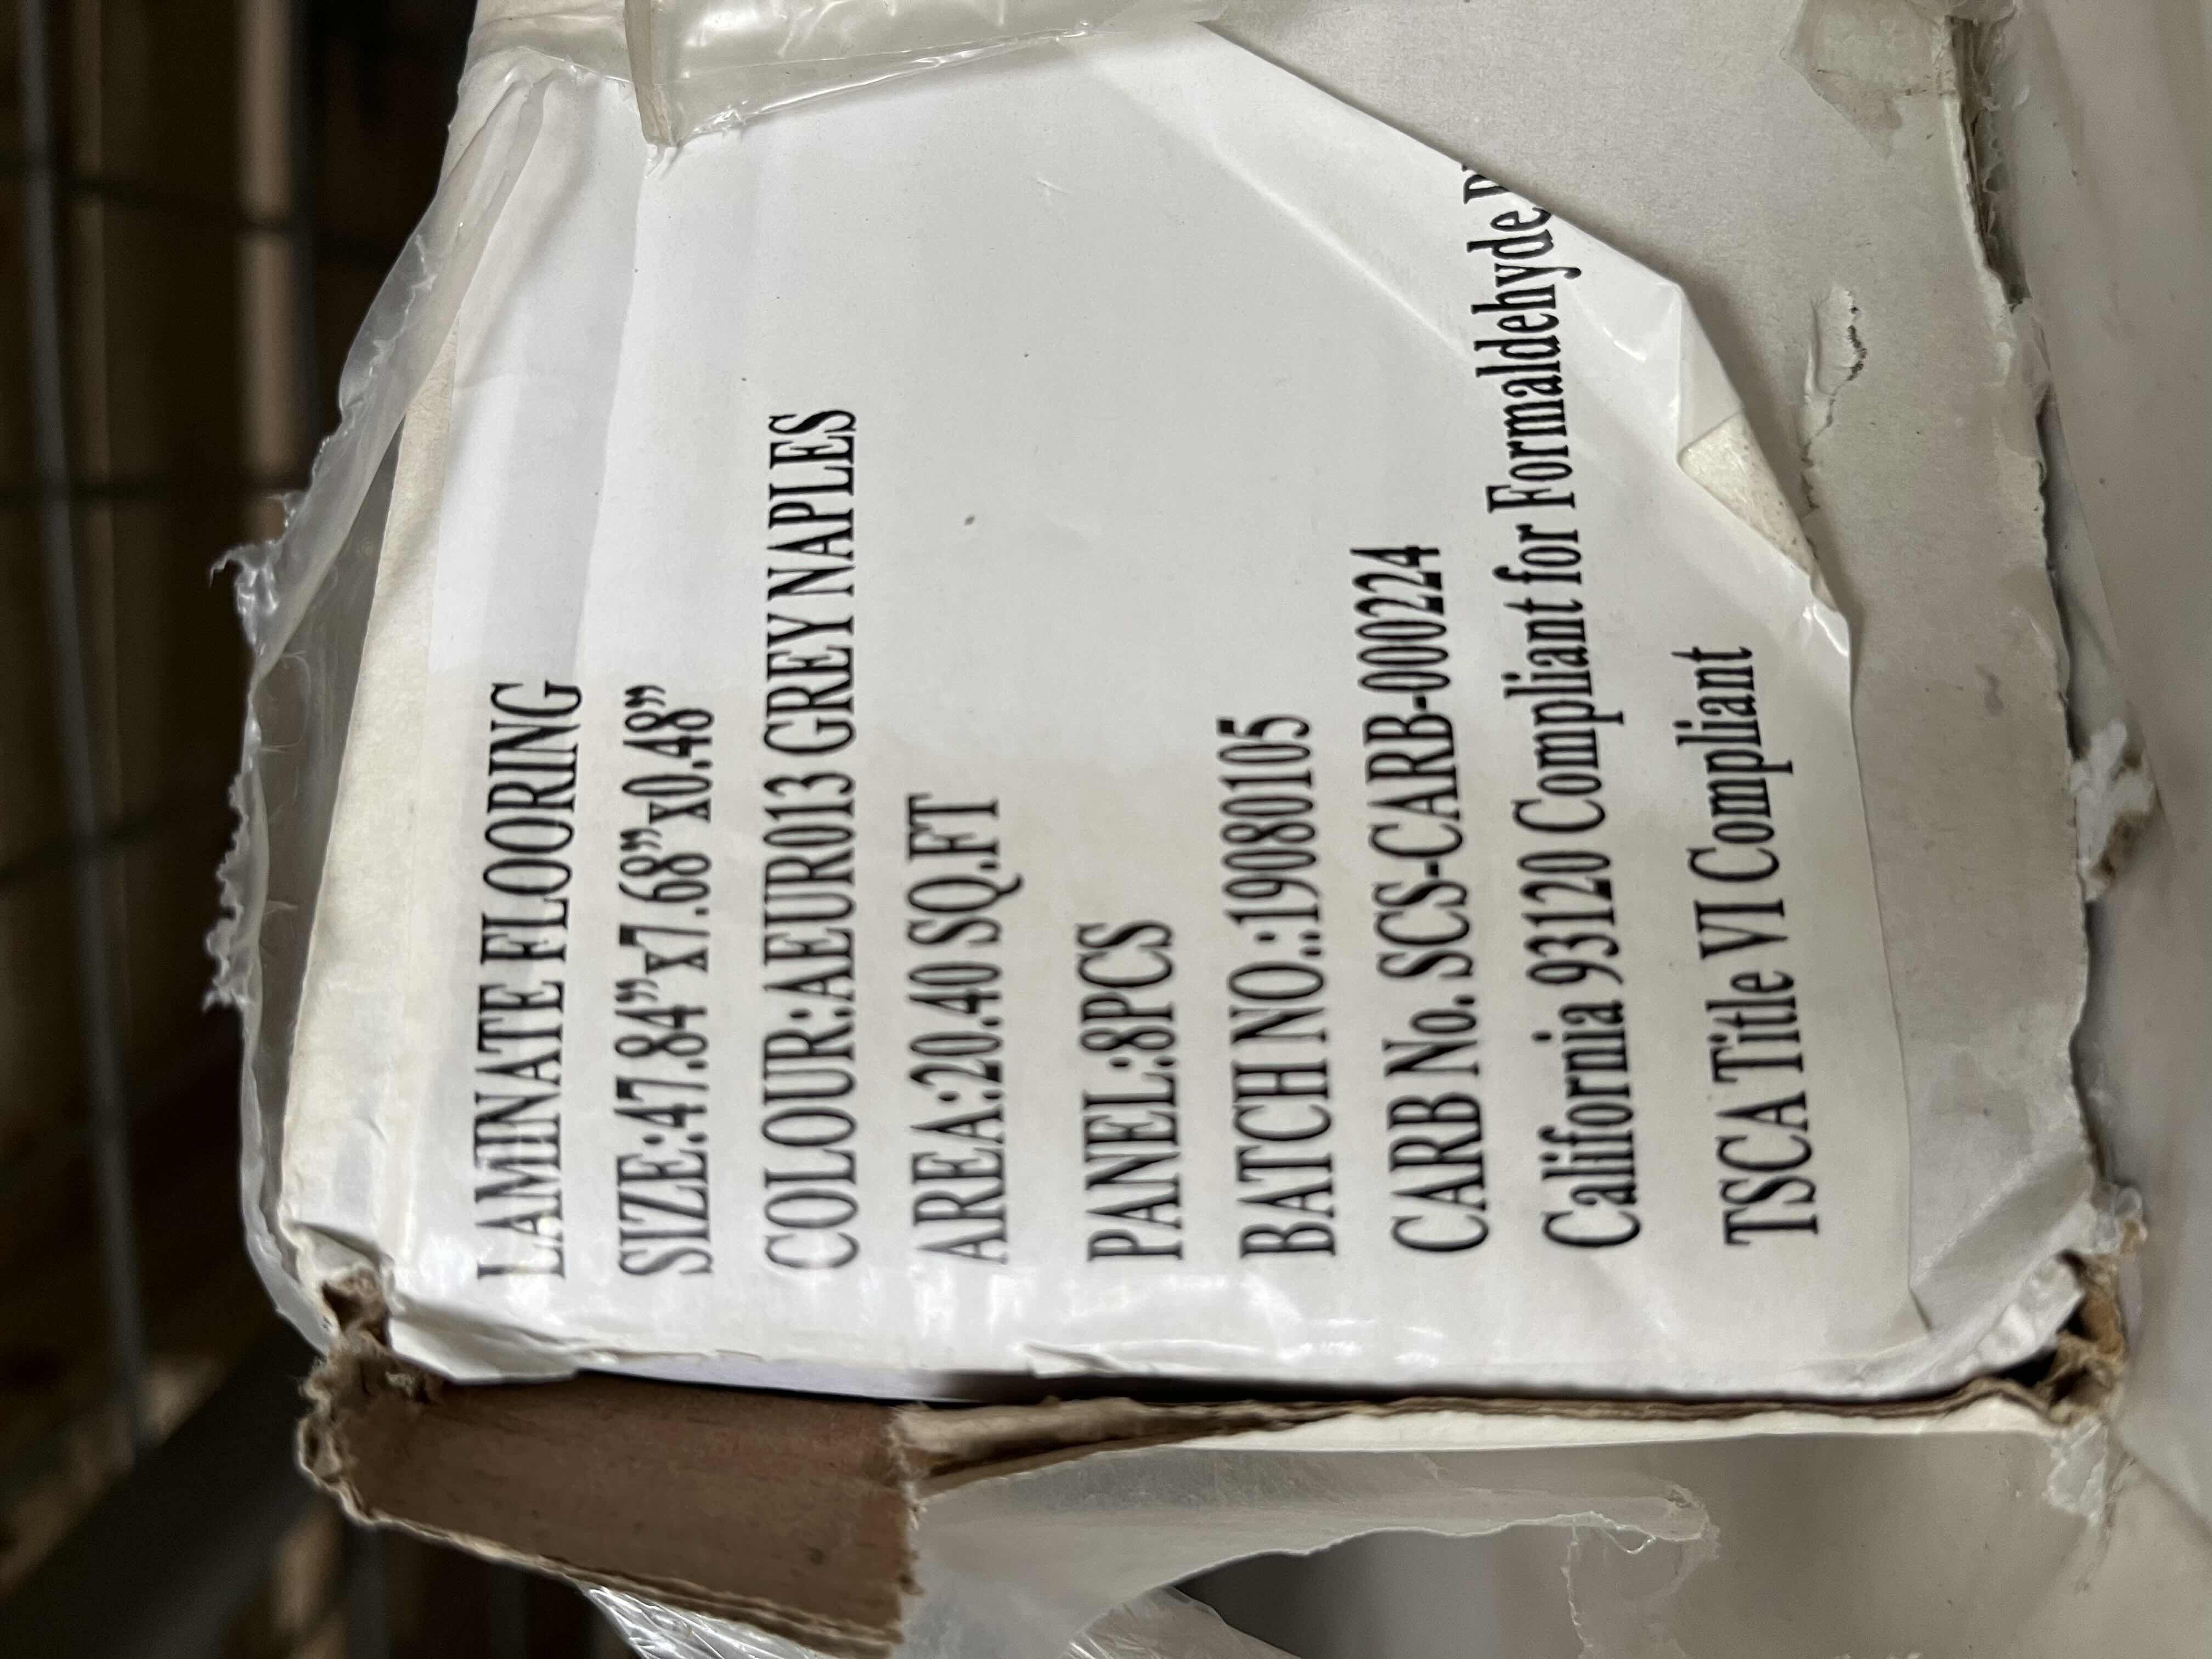 LAMINATE FLOORING
SIZE:47.84”x7.68”x0.48”
COLOUR:AEUR013 GREY NAPLES
AREA:20.40 SQ.FT
PANEL:8PCS
BATCH NO.:19080105
CARB No. SCS-CARB-000224
California 93120 Compliant for Formaldehyde
TSCA Title VI Compliant